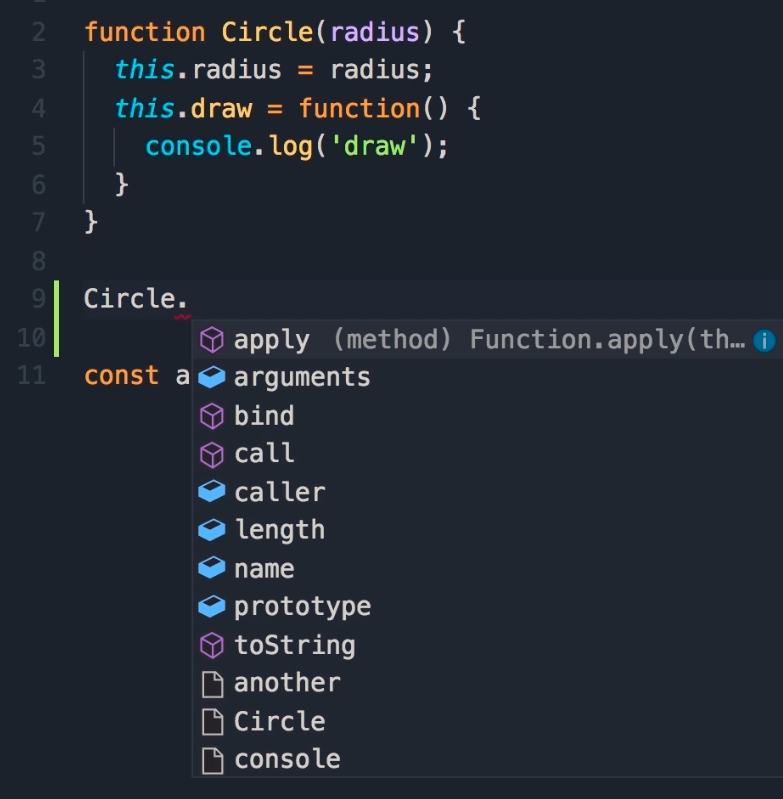 2 function Circle(radius) {
3 this.radius = radius;
4 this.draw = function() {
5 console.log('draw');
6 }
7 }
8
9 Circle.
10 apply (method) Function.apply(th…
11 const a
arguments
bind
call
caller
length
name
prototype
toString
another
Circle
console